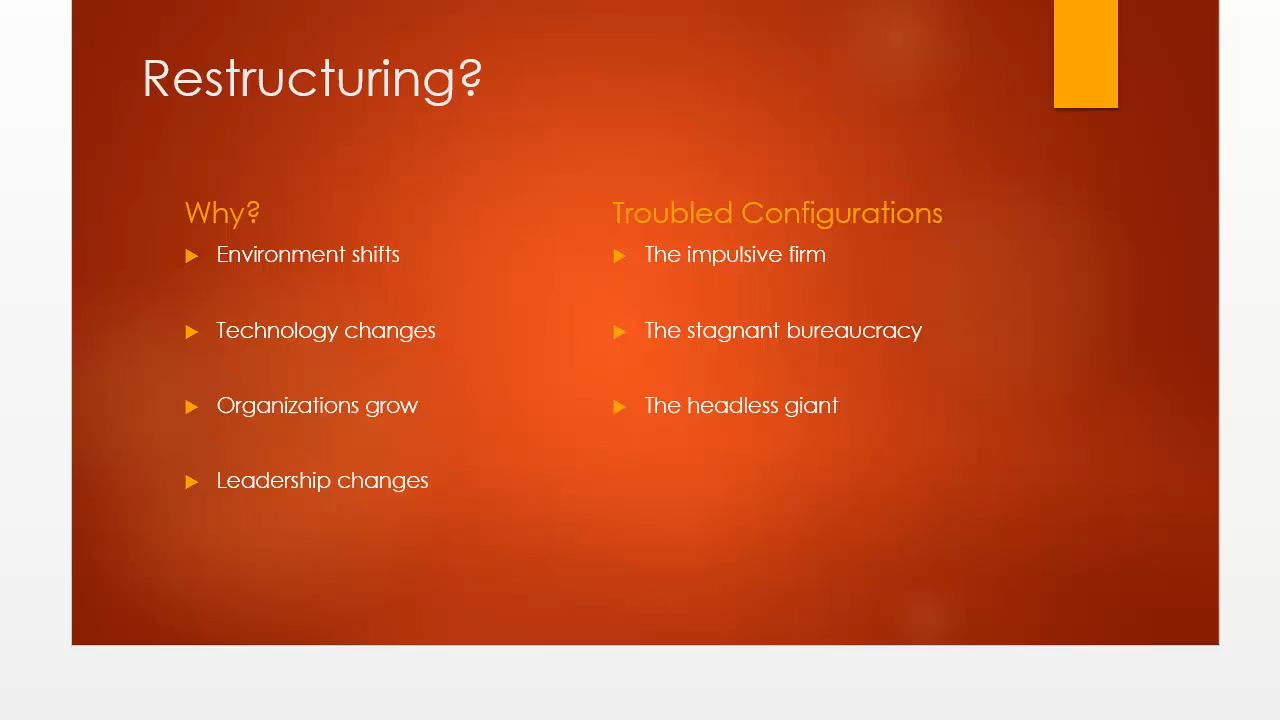 Restructuring?
Why?
Environment shifts
Technology changes
Organizations grow
Leadership changes
Troubled Configurations
The impulsive firm
The stagnant bureaucracy
The headless giant